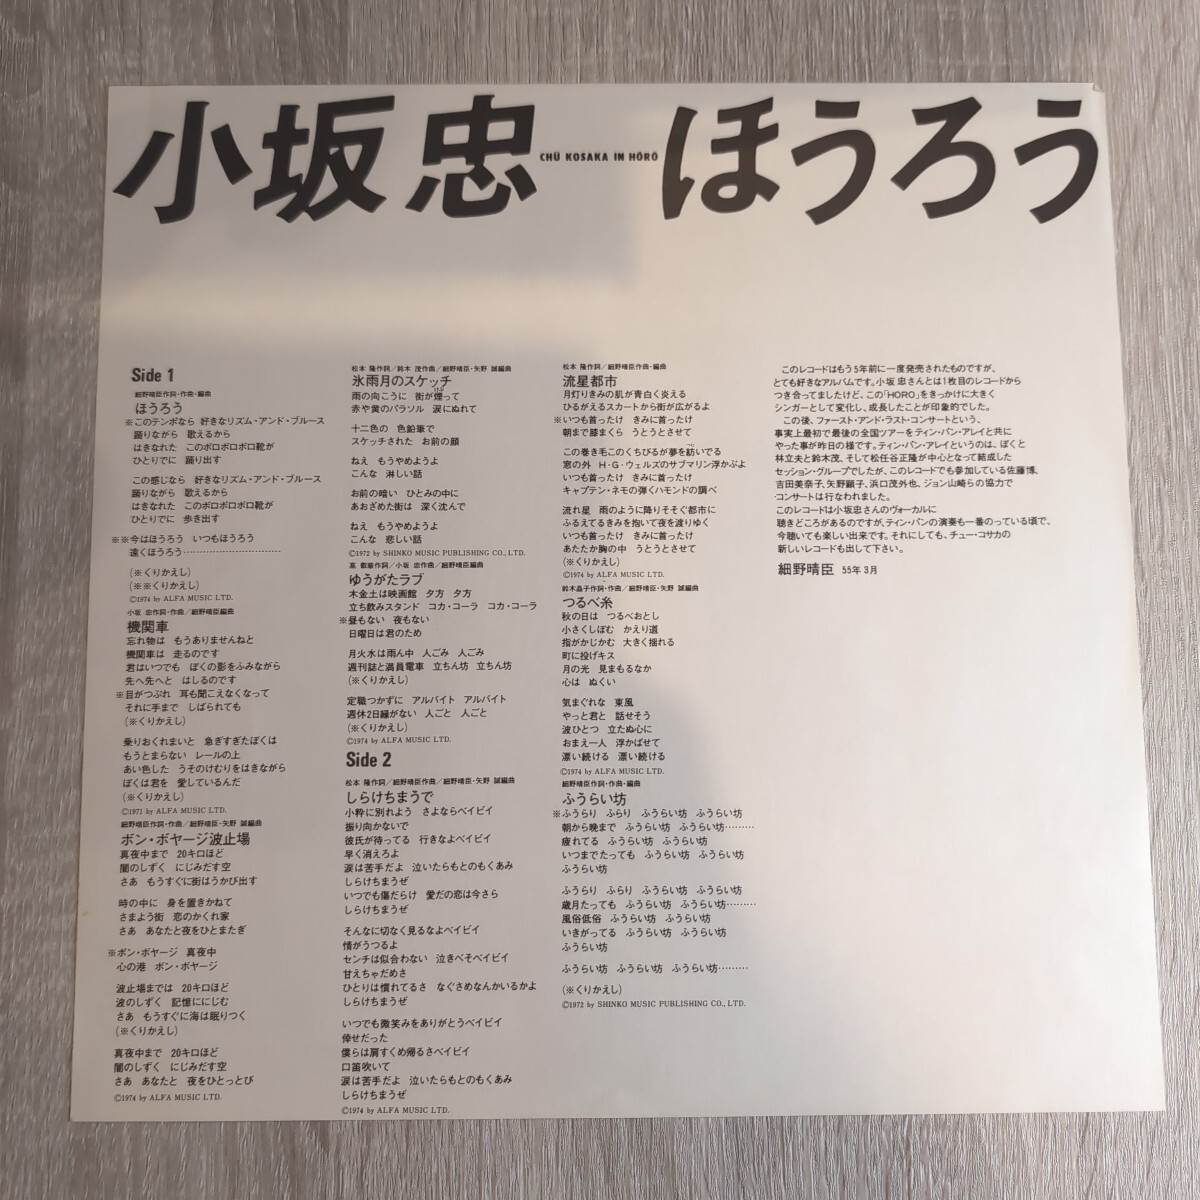 小坂忠 CHŪ KOSAKA IN HŌRŌ ほうろう
Side 1
細野晴臣作詞・作曲・編曲
ほうろう
※このテンポなら 好きなリズム・アンド・ブルース
踊りながら 歌えるから
はきなれた このボロボロボロ靴が
ひとりでに 踊り出す
この感じなら 好きなリズム・アンド・ブルース
踊りながら 歌えるから
はきなれた このボロボロボロ靴が
ひとりでに 歩き出す
※※今はほうろう いつもほうろう
遠くほうろう…………………………
(※くりかえし)
(※※くりかえし)
©1974 by ALFA MUSIC LTD.
小坂 忠作詞・作曲／細野晴臣編曲
機関車
忘れ物は もうありませんねと
機関車は 走るのです
君はいつでも ぼくの影をふみながら
先へ先へと はしるのです
※目がつぶれ 耳も聞こえなくなって
それに手まで しばられても
(※くりかえし)
乗りおくれまいと 急ぎすぎたぼくは
もうとまらない レールの上
あい色した うそのけむりをはきながら
ぼくは君を 愛しているんだ
(※くりかえし)
©1971 by ALFA MUSIC LTD.
細野晴臣作詞・作曲／細野晴臣・矢野 誠編曲
ボン・ボヤージ波止場
真夜中まで 20キロほど
闇のしずく にじみだす空
さあ もうすぐに街はうかび出す
時の中に 身を置きかねて
さまよう街 恋のかくれ家
さあ あなたと夜をひとまたぎ
※ボン・ボヤージ 真夜中
心の港 ボン・ボヤージ
波止場までは 20キロほど
波のしずく 記憶ににじむ
さあ もうすぐに海は眠りつく
(※くりかえし)
真夜中まで 20キロほど
闇のしずく にじみだす空
さあ あなたと 夜をひとっとび
©1974 by ALFA MUSIC LTD.
松本 隆作詞／鈴木 茂作曲／細野晴臣・矢野 誠編曲
氷雨月のスケッチ
雨の向こうに 街が煙って
赤や黄のパラソル 涙にぬれて
十二色の 色鉛筆で
スケッチされた お前の顔
ねえ もうやめようよ
こんな 淋しい話
お前の暗い ひとみの中に
あおざめた街は 深く沈んで
ねえ もうやめようよ
こんな 悲しい話
©1972 by SHINKO MUSIC PUBLISHING CO., LTD.
高 叡華作詞／小坂 忠作曲／細野晴臣編曲
ゆうがたラブ
木金土は映画館 夕方 夕方
立ち飲みスタンド コカ・コーラ コカ・コーラ
※昼もない 夜もない
日曜日は君のため
月火水は雨ん中 人ごみ 人ごみ
週刊誌と満員電車 立ちん坊 立ちん坊
(※くりかえし)
定職つかずに アルバイト アルバイト
週休2日縁がない 人ごと 人ごと
(※くりかえし)
©1974 by ALFA MUSIC LTD.
Side 2
松本 隆作詞／細野晴臣作曲／細野晴臣・矢野 誠編曲
しらけちまうぜ
小粋に別れよう さよならベイビイ
振り向かないで
彼氏が待ってる 行きなよベイビイ
早く消えろよ
涙は苦手だよ 泣いたらもとのもくあみ
しらけちまうぜ
いつでも傷だらけ 愛だの恋は今さら
しらけちまうぜ
そんなに切なく見るなよベイビイ
情がうつるよ
センチは似合わない 泣きべそベイビイ
甘えちゃだめさ
ひとりは慣れてるさ なぐさめなんかいるかよ
しらけちまうぜ
いつでも微笑みをありがとうベイビイ
倖せだった
僕らは肩すくめ帰るさベイビイ
口笛吹いて
涙は苦手だよ 泣いたらもとのもくあみ
しらけちまうぜ
©1974 by ALFA MUSIC LTD.
松本 隆作詞／細野晴臣作曲・編曲
流星都市
月灯りきみの肌が青白く炎える
ひるがえるスカートから街が広がるよ
※いつも首ったけ きみに首ったけ
朝まで膝まくら うとうとさせて
この巻き毛このくちびるが夢を紡いでる
窓の外 H・G・ウェルズのサブマリン浮かぶよ
いつも首ったけ きみに首ったけ
キャプテン・ネモの弾くハモンドの調べ
流れ星 雨のように降りそそぐ都市に
ふるえてるきみを抱いて夜を渡りゆく
いつも首ったけ きみに首ったけ
あたたか胸の中 うとうとさせて
(※くりかえし)
©1974 by ALFA MUSIC LTD.
鈴木晶子作詞・作曲／細野晴臣・矢野 誠編曲
つるべ糸
秋の日は つるべおとし
小さくしぼむ かえり道
指がかじかむ 大きく揺れる
町に投げキス
月の光 見まもるなか
心は ぬくい
気まぐれな 東風
やっと君と 話せそう
波ひとつ 立たぬ心に
おまえ一人 浮かばせて
漂い続ける 漂い続ける
©1974 by ALFA MUSIC LTD.
細野晴臣作詞・作曲・編曲
ふうらい坊
※ふうらり ふらり ふうらい坊 ふうらい坊
朝から晩まで ふうらい坊 ふうらい坊………
疲れてる ふうらい坊 ふうらい坊
いつまでたっても ふうらい坊 ふうらい坊
ふうらい坊
ふうらり ふらり ふうらい坊 ふうらい坊
歳月たっても ふうらい坊 ふうらい坊………
風俗低俗 ふうらい坊 ふうらい坊
いきがってる ふうらい坊 ふうらい坊
ふうらい坊
ふうらい坊 ふうらい坊 ふうらい坊………
(※くりかえし)
©1972 by SHINKO MUSIC PUBLISHING CO., LTD.
このレコードはもう5年前に一度発売されたものですが、
とても好きなアルバムです。小坂 忠さんとは1枚目のレコードから
つき合ってましたけど、この「HORO」をきっかけに大きく
シンガーとして変化し、成長したことが印象的でした。
この後、ファースト・アンド・ラスト・コンサートという、
事実上最初で最後の全国ツアーをティン・パン・アレイと共に
やった事が昨日の様です。ティン・パン・アレイというのは、ぼくと
林立夫と鈴木茂、そして松任谷正隆が中心となって結成した
セッション・グループでしたが、このレコードでも参加している佐藤博、
吉田美奈子、矢野顕子、浜口茂外也、ジョン山崎らの協力で
コンサートは行なわれました。
このレコードは小坂忠さんのヴォーカルに
聴きどころがあるのですが、ティン・パンの演奏も一番のっている頃で、
今聴いても楽しい出来です。それにしても、チュー・コサカの
新しいレコードも出して下さい。
細野晴臣 55年3月